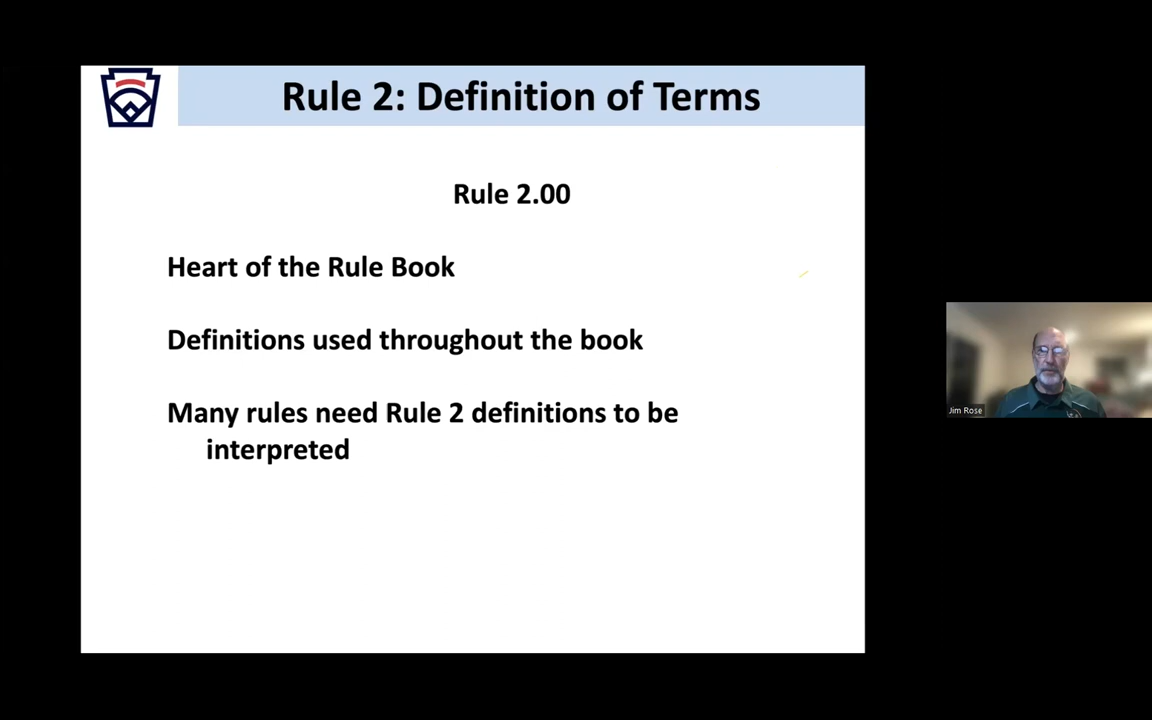 Rule 2: Definition of Terms
Rule 2.00
Heart of the Rule Book
Definitions used throughout the book
Many rules need Rule 2 definitions to be
interpreted
Jim Rose